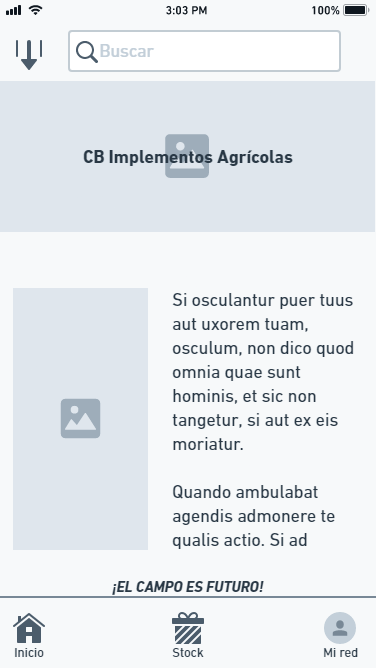 3:03 PM
100%
Buscar
CB Implementos Agrícolas
Si osculantur puer tuus
aut uxorem tuam,
osculum, non dico quod
omnia quae sunt
hominis, et sic non
tangetur, si aut ex eis
moriatur.
Quando ambulabat
agendis admonere te
qualis actio. Si ad
¡EL CAMPO ES FUTURO!
Inicio
Stock
Mi red